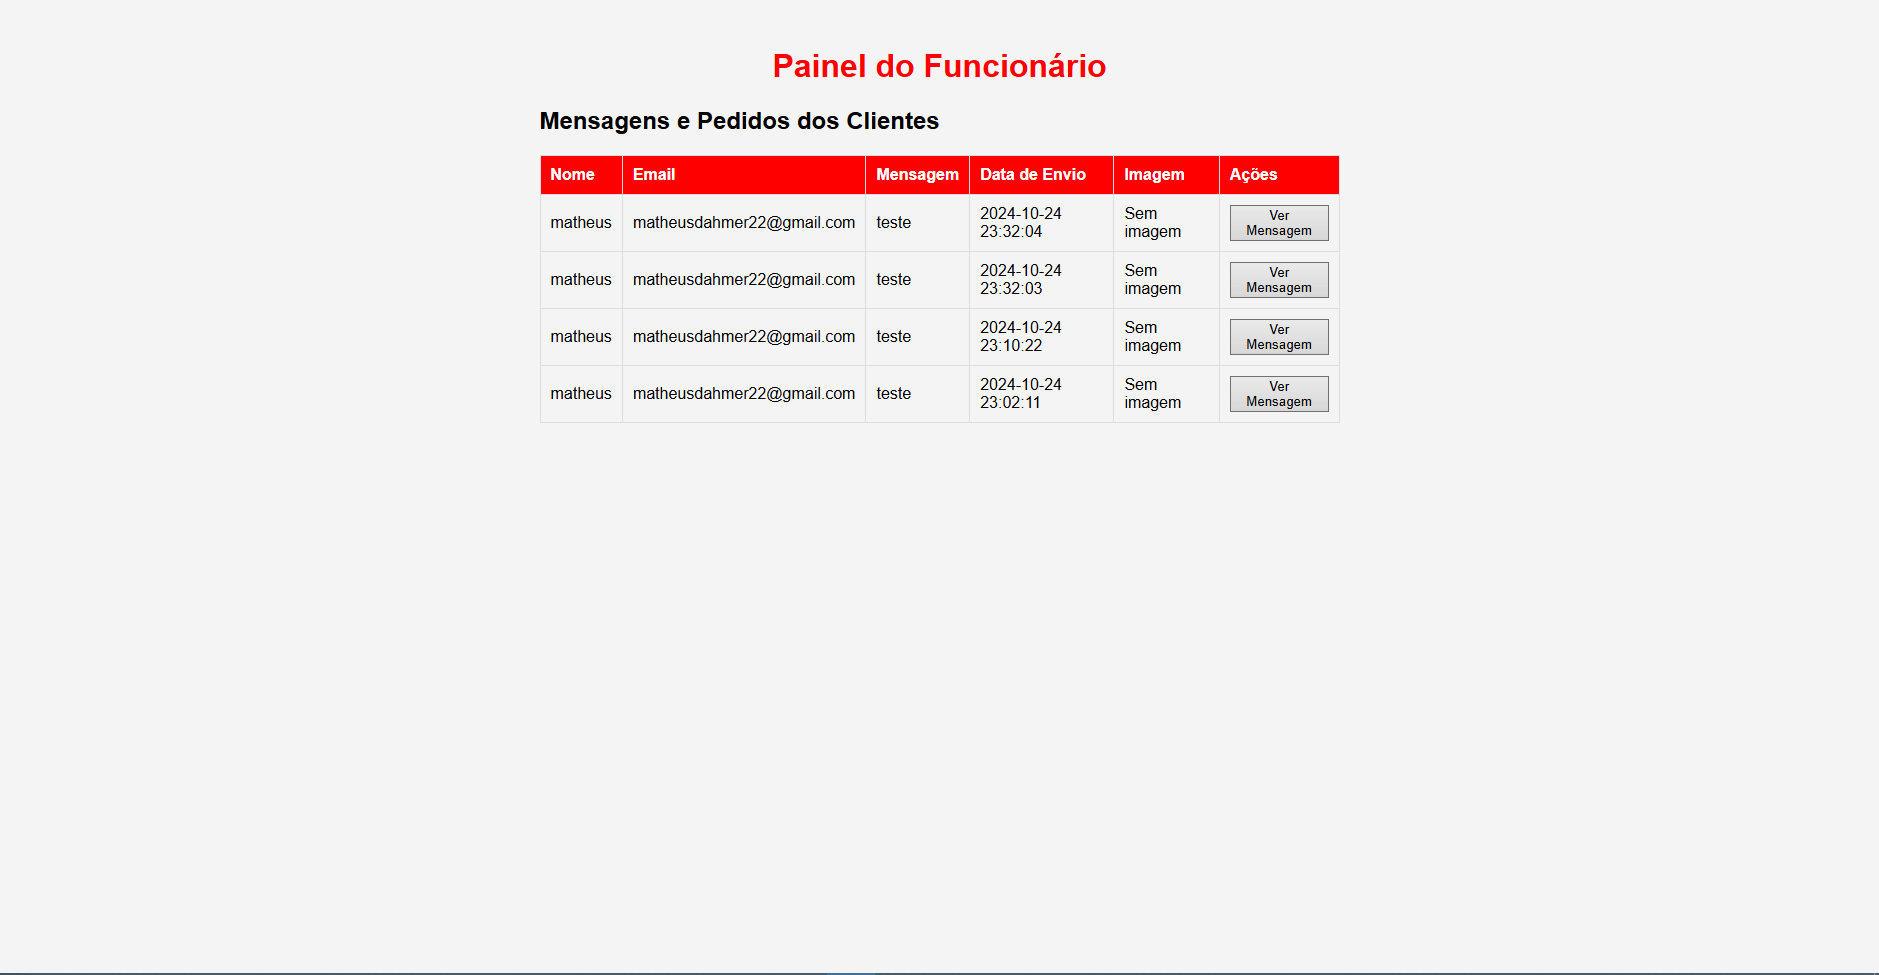 Painel do Funcionário
Mensagens e Pedidos dos Clientes
Nome Email Mensagem Data de Envio Imagem Ações
matheus matheusdahmer22@gmail.com teste 2024-10-24 23:32:04 Sem imagem Ver Mensagem
matheus matheusdahmer22@gmail.com teste 2024-10-24 23:32:03 Sem imagem Ver Mensagem
matheus matheusdahmer22@gmail.com teste 2024-10-24 23:10:22 Sem imagem Ver Mensagem
matheus matheusdahmer22@gmail.com teste 2024-10-24 23:02:11 Sem imagem Ver Mensagem